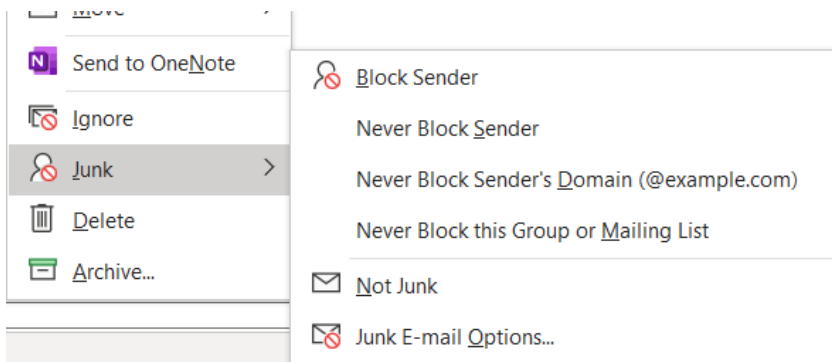 Move
Send to OneNote
Ignore
Junk
Delete
Archive...
Block Sender
Never Block Sender
Never Block Sender's Domain (@example.com)
Never Block this Group or Mailing List
Not Junk
Junk E-mail Options...